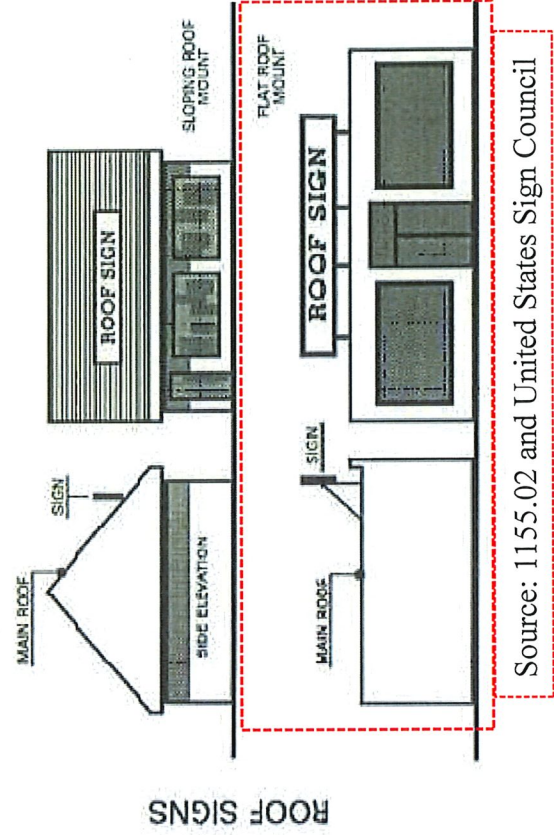 ROOF SIGNS
MAIN ROOF
SIGN
SIDE ELEVATION
ROOF SIGN
SLOPING ROOF
MOUNT
MAIN ROOF
SIGN
ROOF SIGN
FLAT ROOF
MOUNT
Source: 1155.02 and United States Sign Council